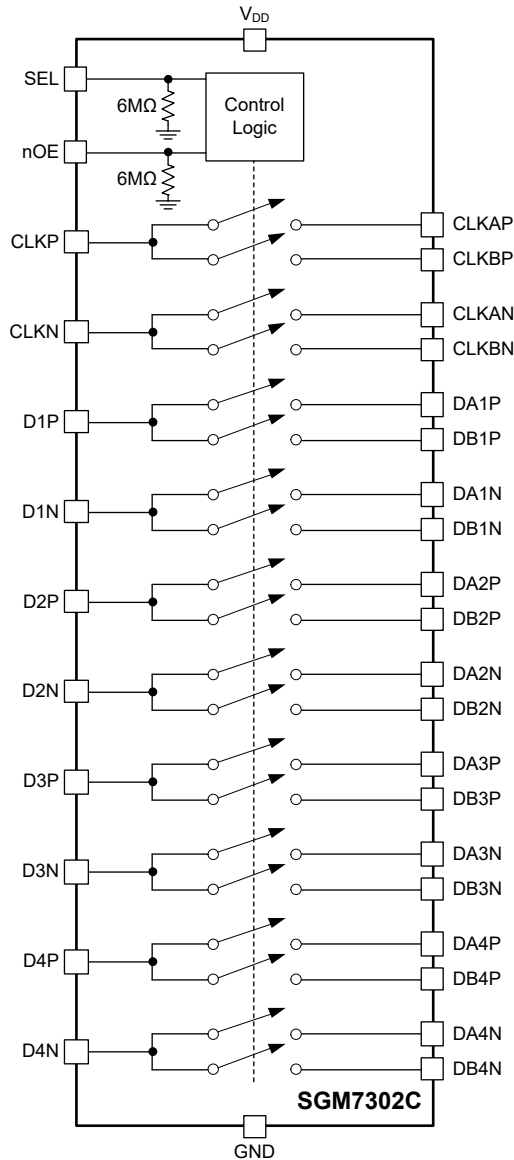 VDD
SEL
6MΩ
Control
Logic
nOE
6MΩ
CLKP
CLKAP
CLKBP
CLKN
CLKAN
CLKBN
D1P
DA1P
DB1P
D1N
DA1N
DB1N
D2P
DA2P
DB2P
D2N
DA2N
DB2N
D3P
DA3P
DB3P
D3N
DA3N
DB3N
D4P
DA4P
DB4P
D4N
DA4N
DB4N
SGM7302C
GND